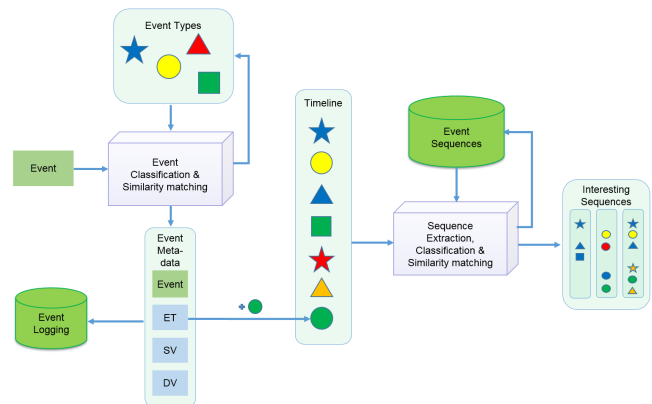 Event Types
Event
Event
Classification &
Similarity matching
Event
Meta-
data
Event
ET
SV
DV
Event
Logging
Timeline
Event
Sequences
Sequence
Extraction,
Classification &
Similarity matching
Interesting
Sequences